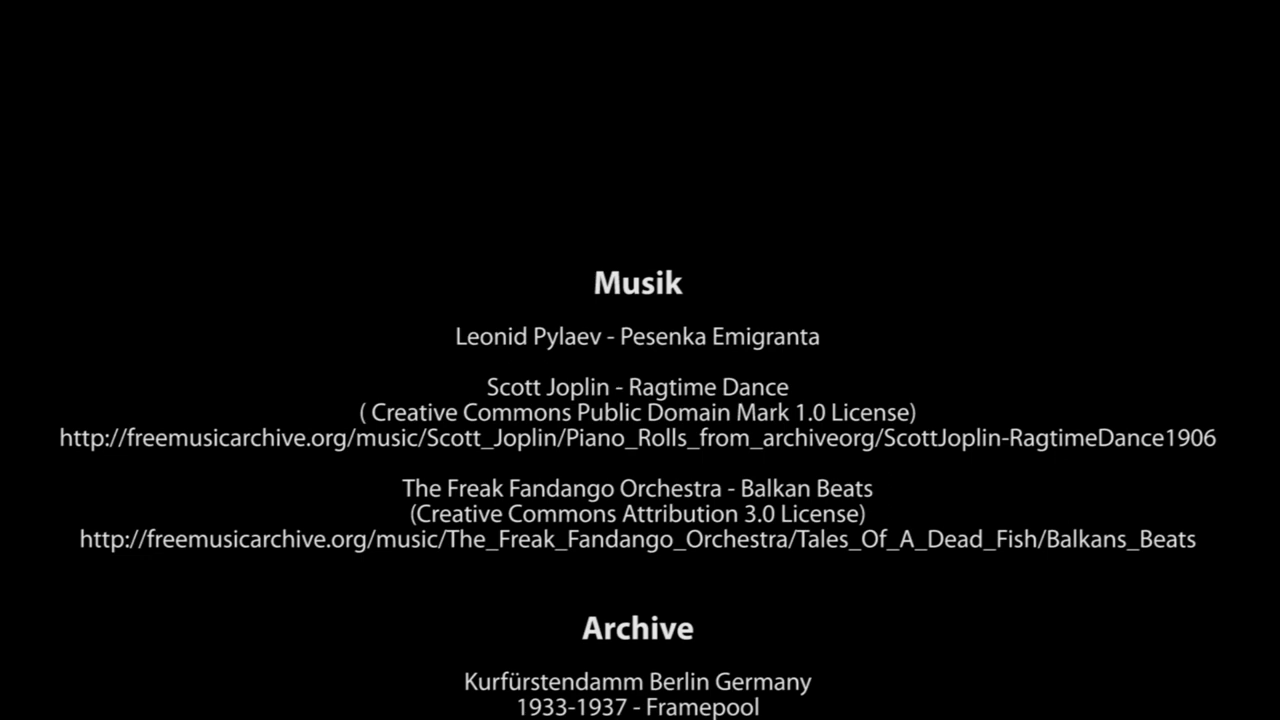 Musik
Leonid Pylaev - Pesenka Emigranta
Scott Joplin - Ragtime Dance
( Creative Commons Public Domain Mark 1.0 License)
http://freemusicarchive.org/music/Scott_Joplin/Piano_Rolls_from_archiveorg/ScottJoplin-RagtimeDance1906
The Freak Fandango Orchestra - Balkan Beats
(Creative Commons Attribution 3.0 License)
http://freemusicarchive.org/music/The_Freak_Fandango_Orchestra/Tales_Of_A_Dead_Fish/Balkans_Beats
Archive
Kurfürstendamm Berlin Germany
1933-1937 - Framepool